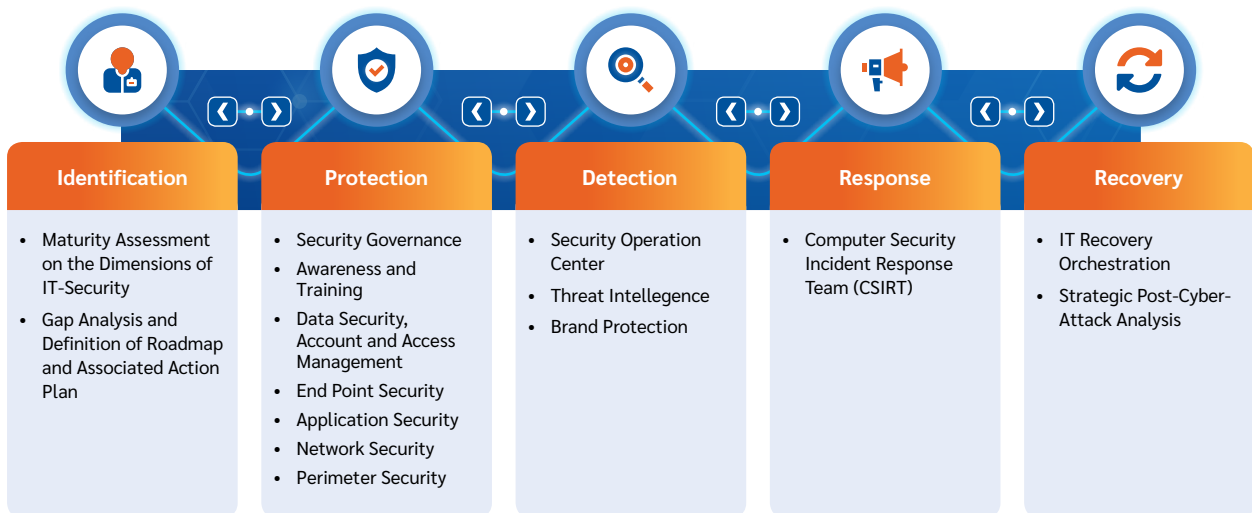 Identification
• Maturity Assessment
on the Dimensions of
IT-Security
• Gap Analysis and
Definition of Roadmap
and Associated Action
Plan
Protection
• Security Governance
• Awareness and
Training
• Data Security,
Account and Access
Management
• End Point Security
• Application Security
• Network Security
• Perimeter Security
Detection
• Security Operation
Center
• Threat Intellegence
• Brand Protection
Response
• Computer Security
Incident Response
Team (CSIRT)
Recovery
• IT Recovery
Orchestration
• Strategic Post-Cyber-
Attack Analysis